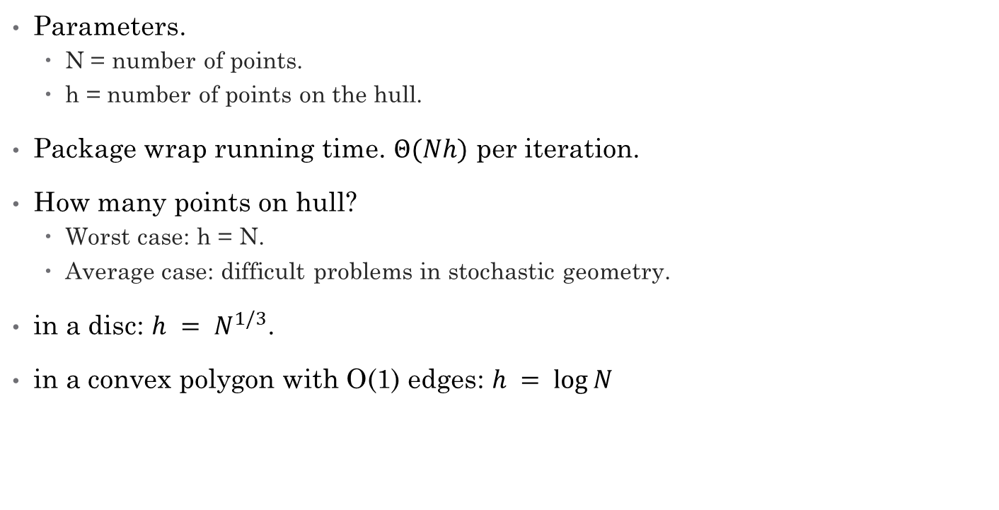 • Parameters.
• N = number of points.
• h = number of points on the hull.
• Package wrap running time. Θ(Nh) per iteration.
• How many points on hull?
• Worst case: h = N.
• Average case: difficult problems in stochastic geometry.
• in a disc: h = N^{1/3}.
• in a convex polygon with O(1) edges: h = log N